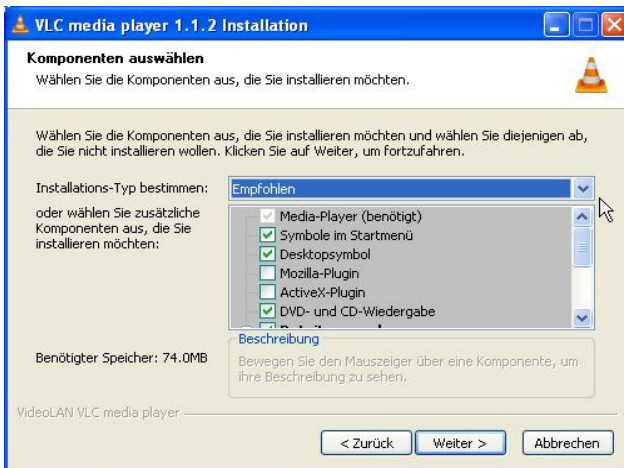 VLC media player 1.1.2 Installation
Komponenten auswählen
Wählen Sie die Komponenten aus, die Sie installieren möchten.
Wählen Sie die Komponenten aus, die Sie installieren möchten und wählen Sie diejenigen ab,
die Sie nicht installieren wollen. Klicken Sie auf Weiter, um fortzufahren.
Installations-Typ bestimmen:
Empfohlen
oder wählen Sie zusätzliche
Komponenten aus, die Sie
installieren möchten:
Media-Player (benötigt)
Symbole im Startmenü
Desktopsymbol
Mozilla-Plugin
ActiveX-Plugin
DVD- und CD-Wiedergabe
Benötigter Speicher: 74.0MB
Beschreibung
Bewegen Sie den Mauszeiger über eine Komponente, um
ihre Beschreibung zu sehen.
VideoLAN VLC media player
< Zurück
Weiter >
Abbrechen